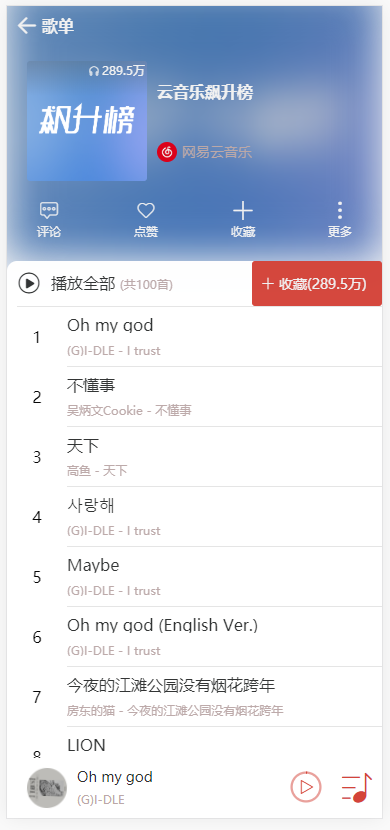 歌单
289.5万
飙升榜
云音乐飙升榜
网易云音乐
评论 点赞 收藏 更多
播放全部 (共100首) + 收藏(289.5万)
1 Oh my god
(G)I-DLE - I trust
2 不懂事
吴炳文Cookie - 不懂事
3 天下
高鱼 - 天下
4 사랑해
(G)I-DLE - I trust
5 Maybe
(G)I-DLE - I trust
6 Oh my god (English Ver.)
(G)I-DLE - I trust
7 今夜的江滩公园没有烟花跨年
房东的猫 - 今夜的江滩公园没有烟花跨年
8 LION
Oh my god
(G)I-DLE